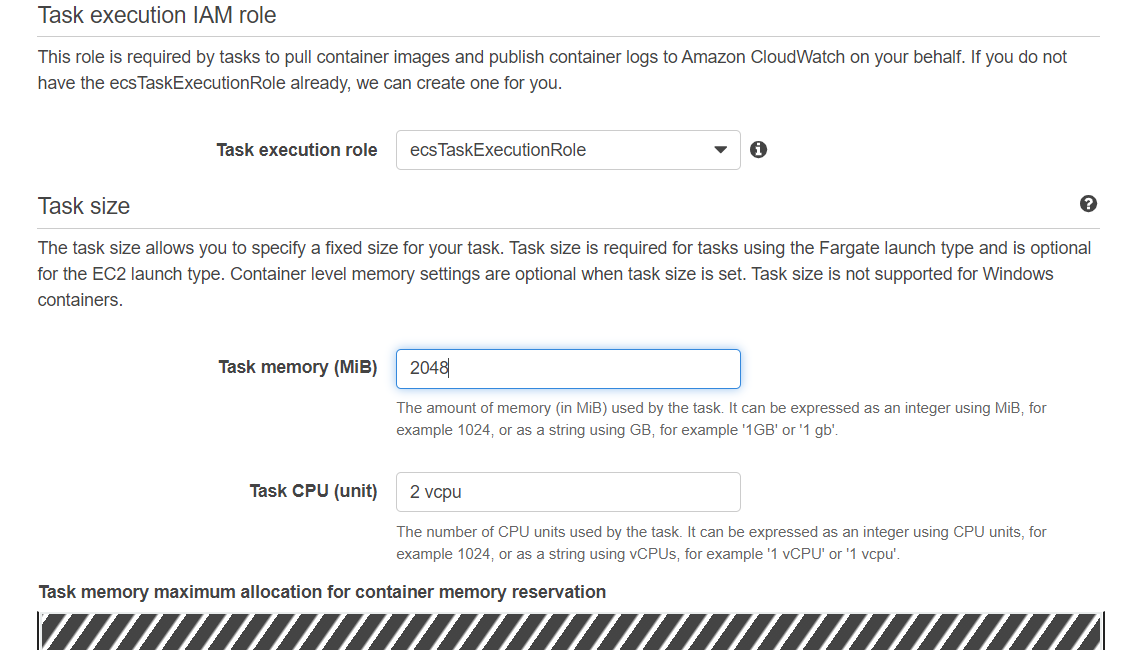 Task execution IAM role
This role is required by tasks to pull container images and publish container logs to Amazon CloudWatch on your behalf. If you do not
have the ecsTaskExecutionRole already, we can create one for you.
Task execution role
ecsTaskExecutionRole
Task size
The task size allows you to specify a fixed size for your task. Task size is required for tasks using the Fargate launch type and is optional
for the EC2 launch type. Container level memory settings are optional when task size is set. Task size is not supported for Windows
containers.
Task memory (MiB)
2048
The amount of memory (in MiB) used by the task. It can be expressed as an integer using MiB, for
example 1024, or as a string using GB, for example '1GB' or '1 gb'.
Task CPU (unit)
2 vcpu
The number of CPU units used by the task. It can be expressed as an integer using CPU units, for
example 1024, or as a string using vCPUs, for example '1 vCPU' or '1 vcpu'.
Task memory maximum allocation for container memory reservation